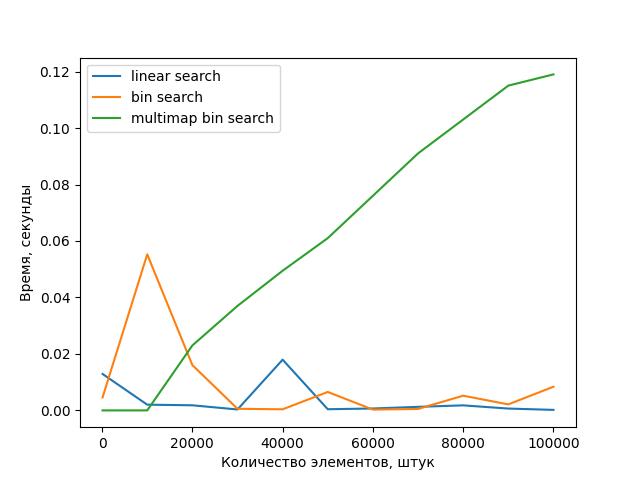 linear search
bin search
multimap bin search
0.12
0.10
0.08
0.06
0.04
0.02
0.00
Время, секунды
0
20000
40000
60000
80000
100000
Количество элементов, штук